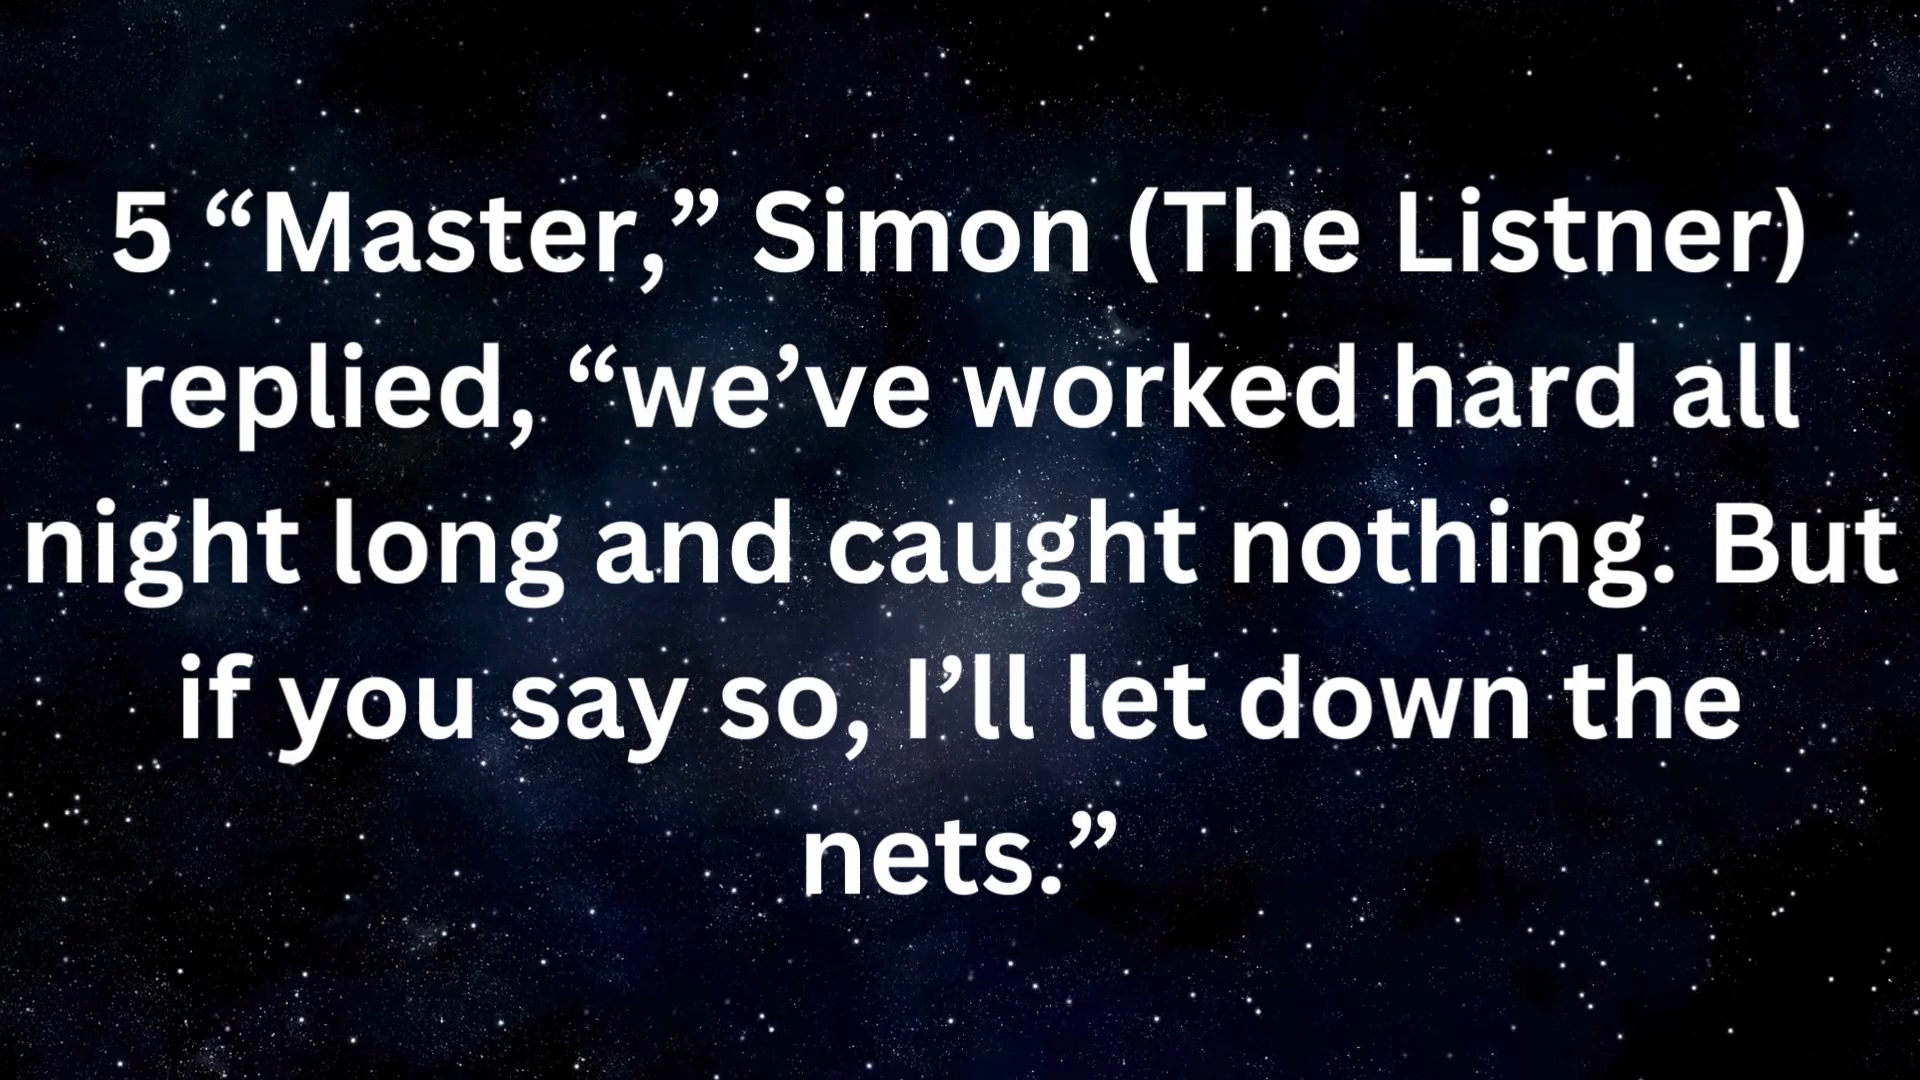 5 “Master,” Simon (The Listner)
replied, “we’ve worked hard all
night long and caught nothing. But
if you say so, I’ll let down the
nets.”